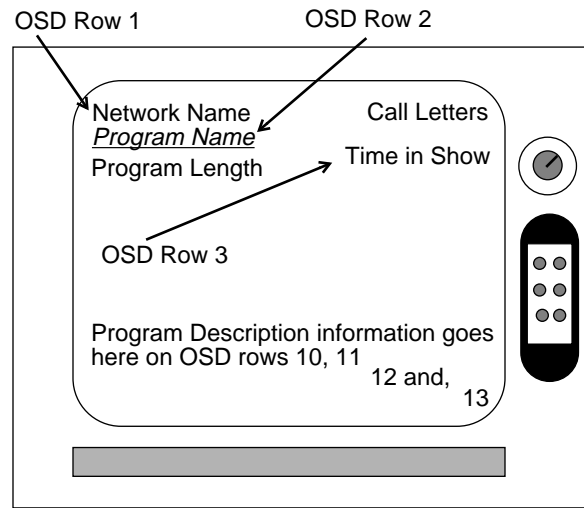 OSD Row 1
OSD Row 2
Network Name
Call Letters
Program Name
Program Length
Time in Show
OSD Row 3
Program Description information goes
here on OSD rows 10, 11
12 and,
13